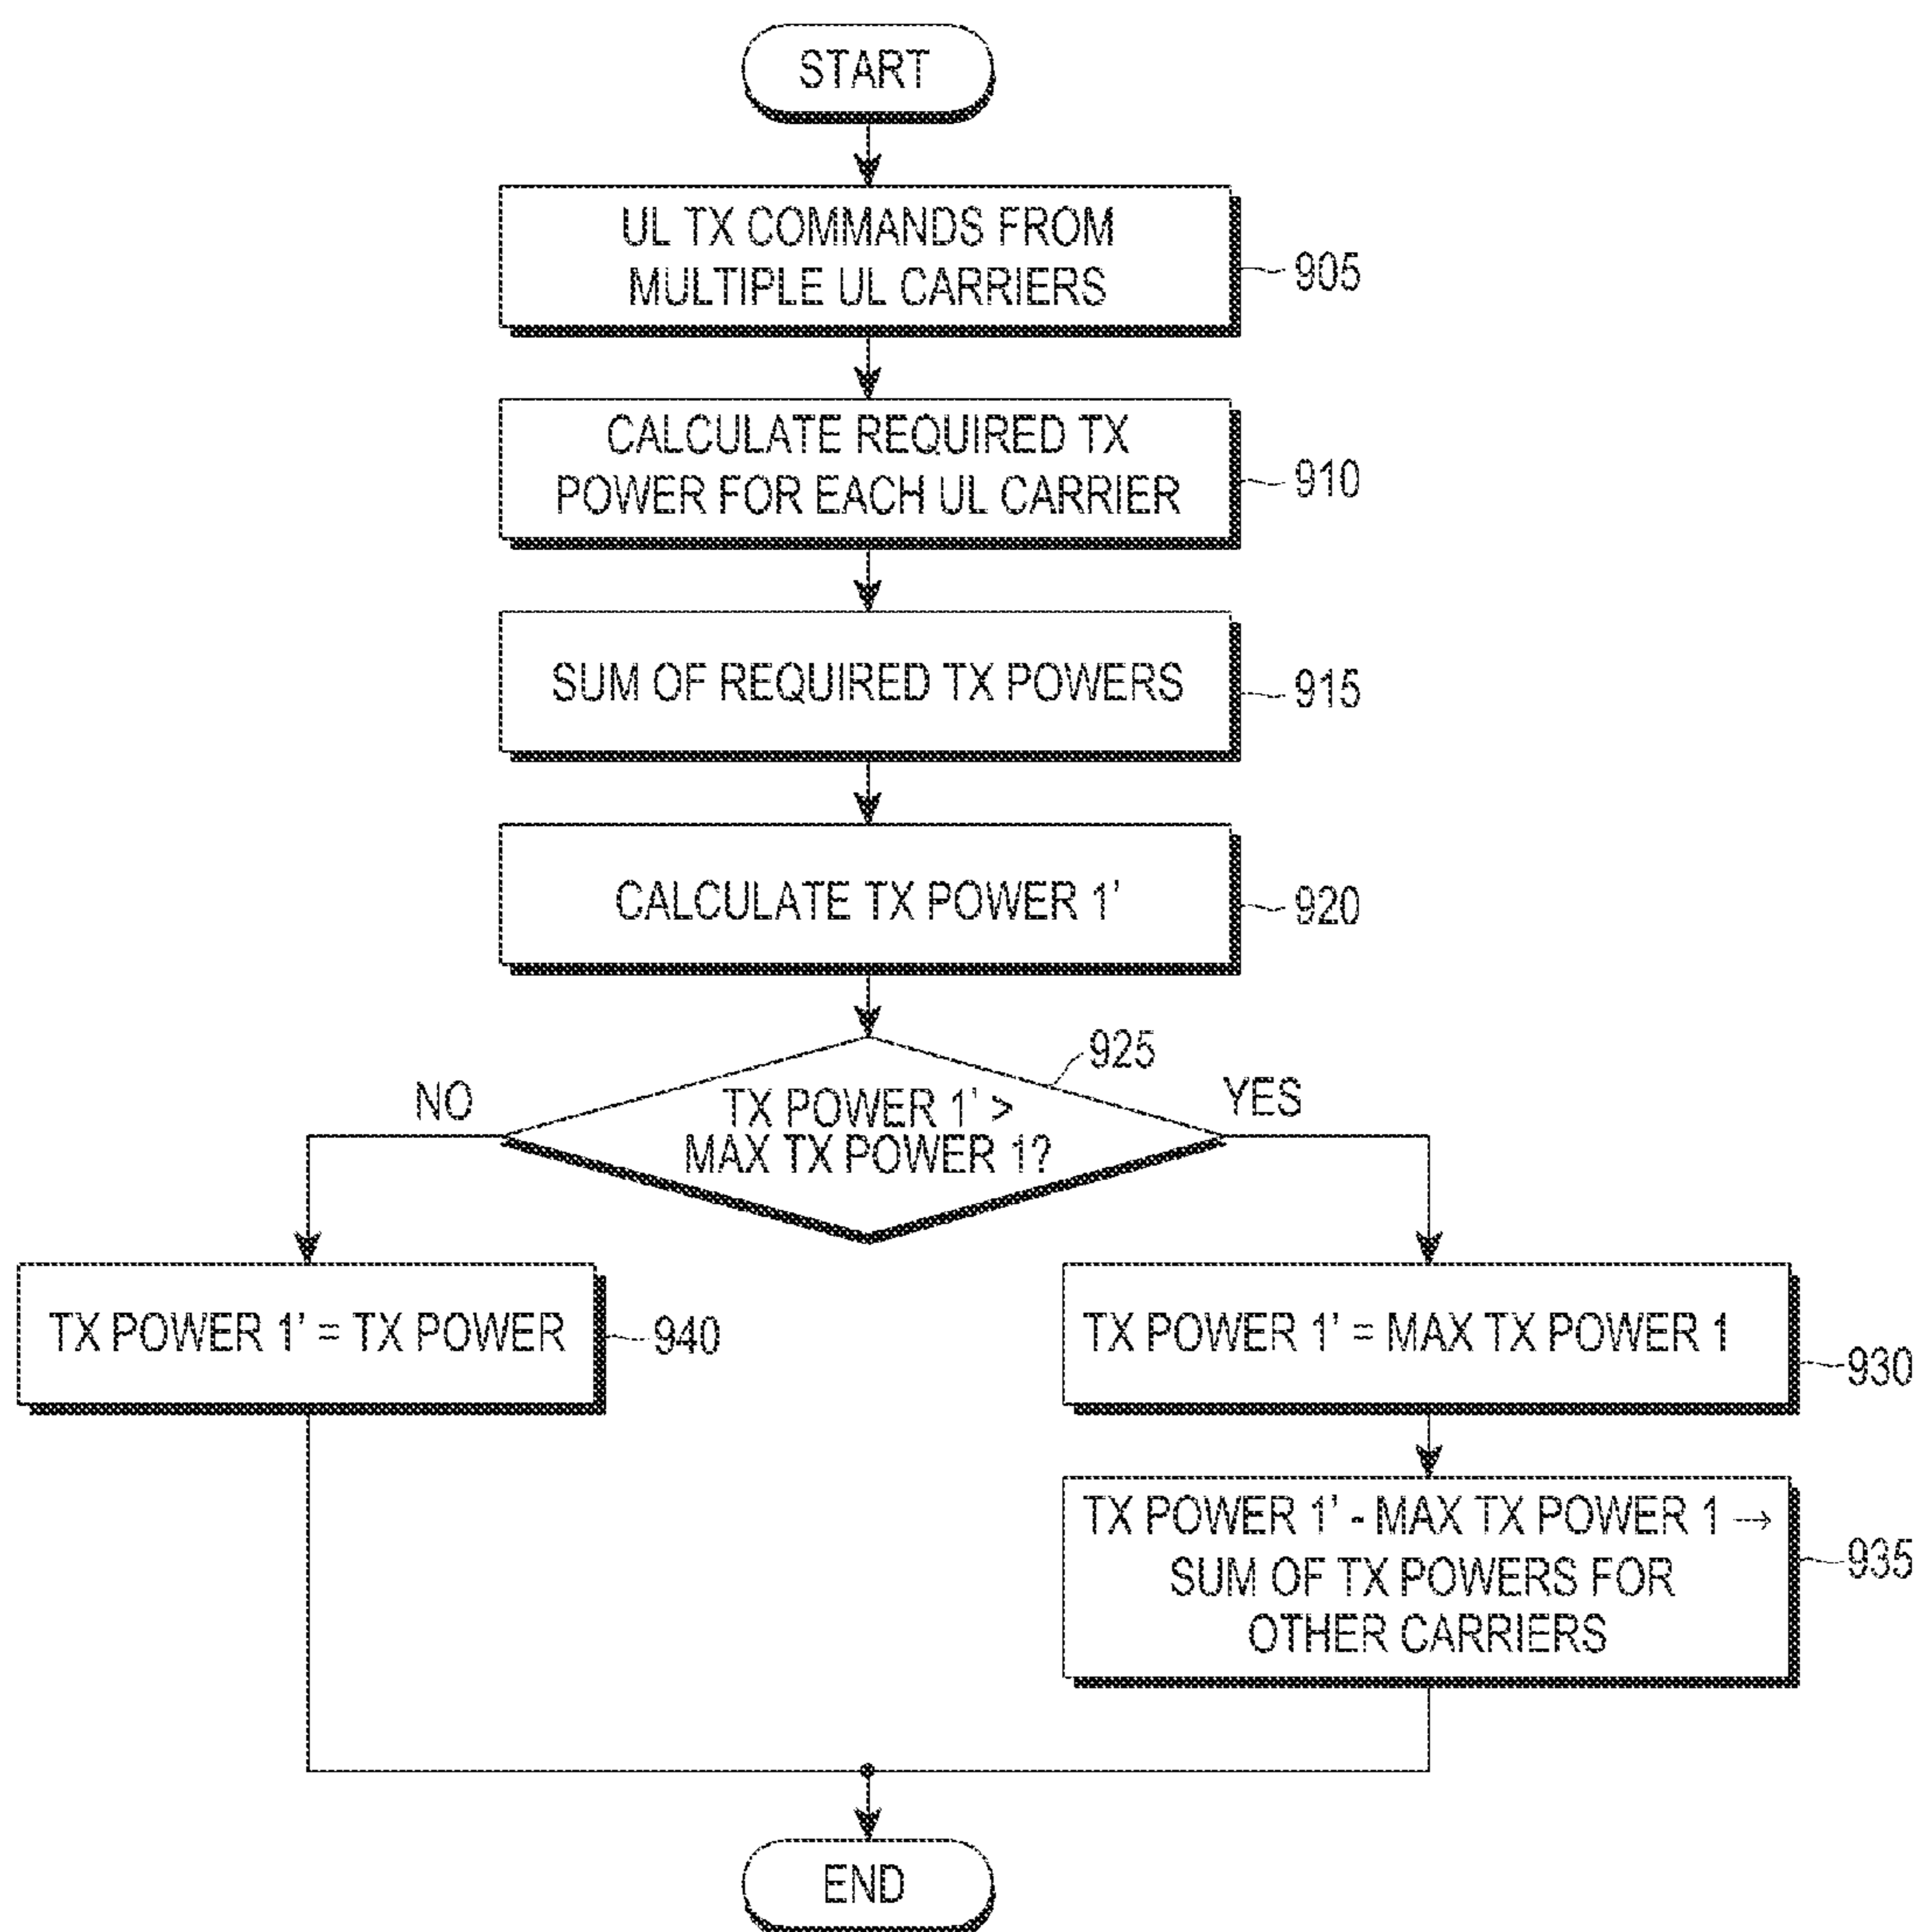 START
UL TX COMMANDS FROM
MULTIPLE UL CARRIERS
905
CALCULATE REQUIRED TX
POWER FOR EACH UL CARRIER
910
SUM OF REQUIRED TX POWERS
915
CALCULATE TX POWER 1'
920
925
NO
TX POWER 1' >
MAX TX POWER 1?
YES
TX POWER 1' = TX POWER
940
TX POWER 1' = MAX TX POWER 1
930
TX POWER 1' - MAX TX POWER 1 →
SUM OF TX POWERS FOR
OTHER CARRIERS
935
END